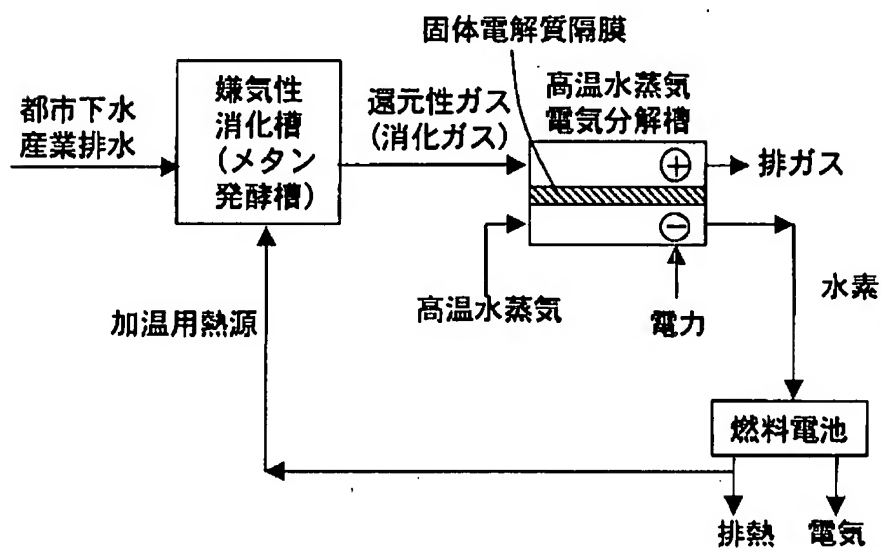 固体電解質隔膜
都市下水
産業排水
嫌気性
消化槽
(メタン
発酵槽)
還元性ガス
(消化ガス)
高温水蒸気
電気分解槽
+
排ガス
−
高温水蒸気
電力
水素
加温用熱源
燃料電池
排熱
電気